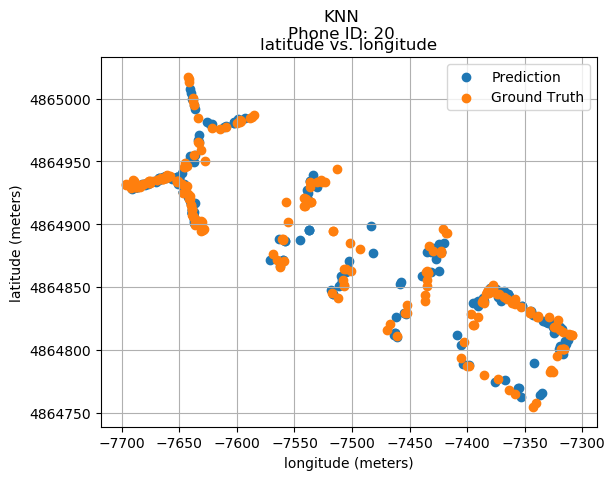 KNN
Phone ID: 20
latitude vs. longitude
Prediction
Ground Truth
4865000
4864950
4864900
4864850
4864800
4864750
latitude (meters)
−7700 −7650 −7600 −7550 −7500 −7450 −7400 −7350 −7300
longitude (meters)